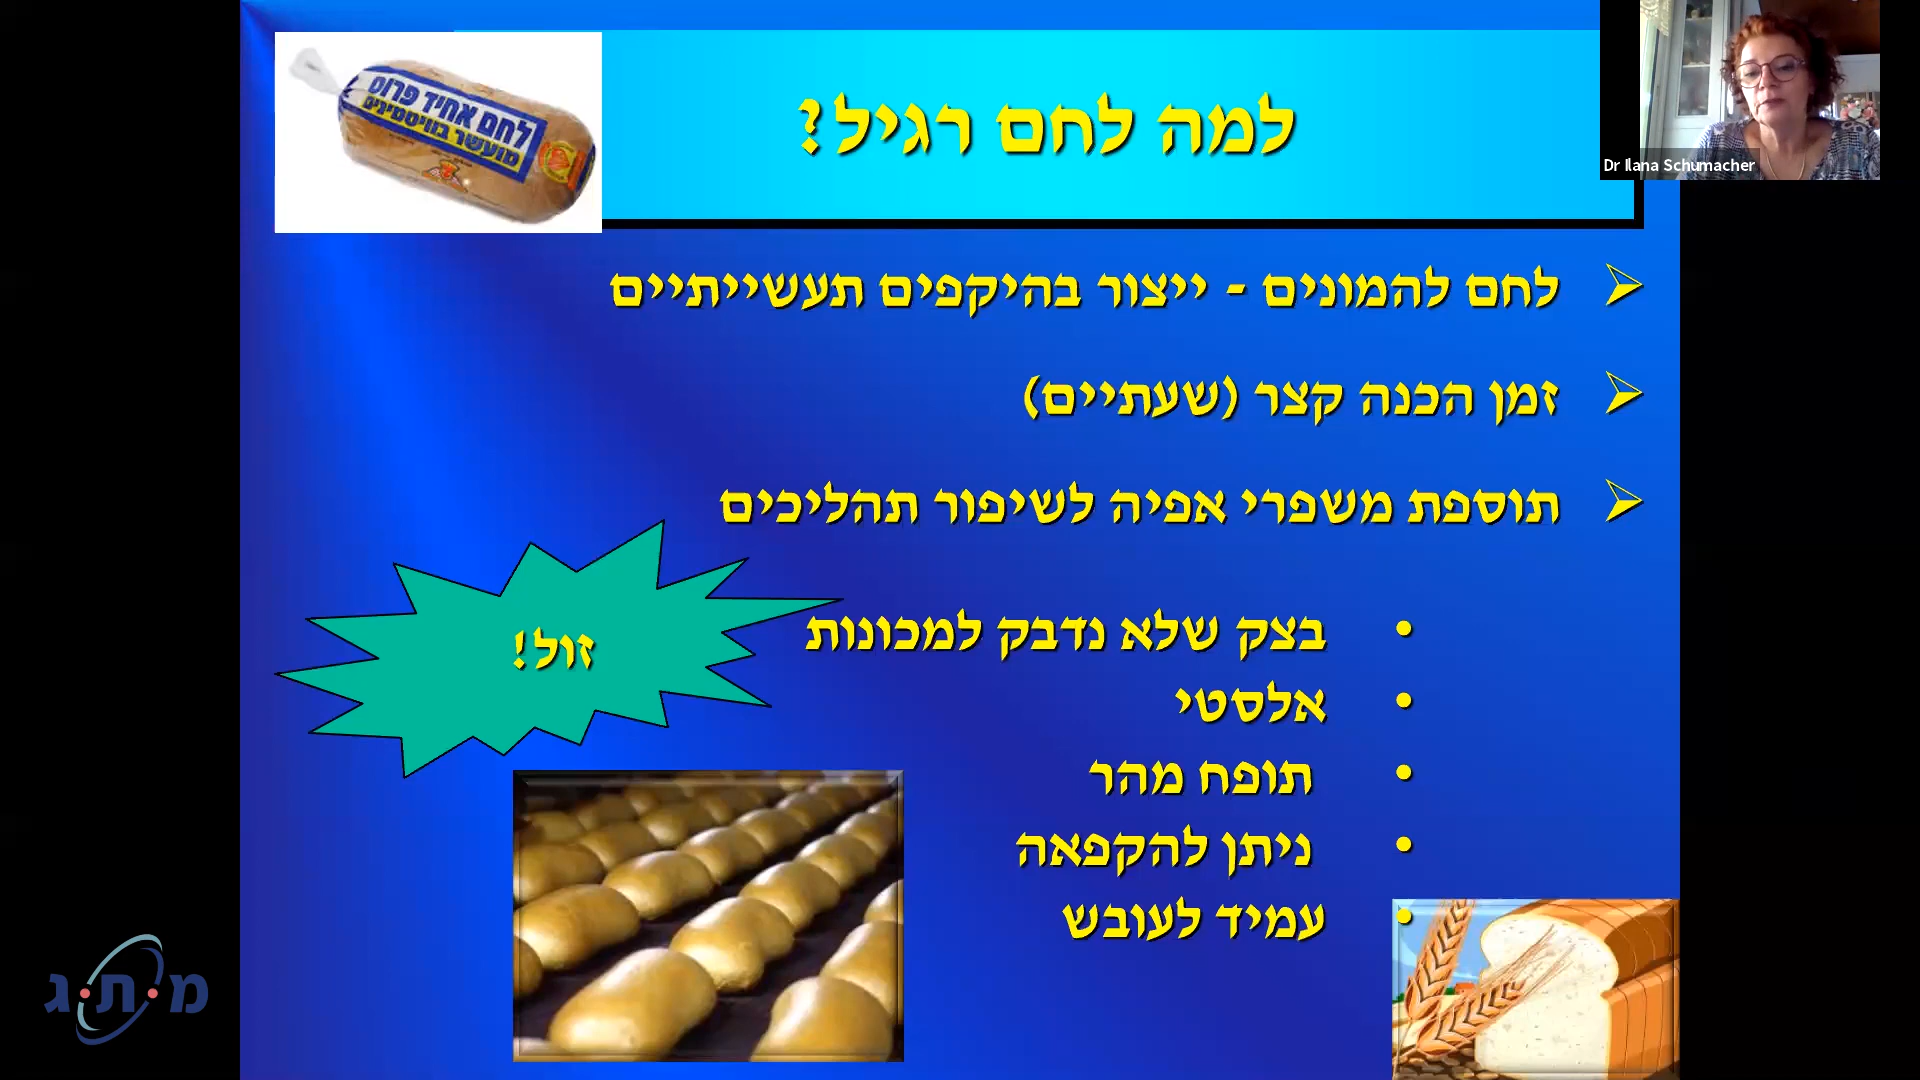 למה לחם רגיל?
לחם אחיד פרוס
מועשר בוויטמינים
Dr Ilana Schumacher
לחם להמונים - ייצור בהיקפים תעשייתיים
זמן הכנה קצר (שעתיים)
תוספת משפרי אפיה לשיפור תהליכים
בצק שלא נדבק למכונות
אלסטי
תופח מהר
ניתן להקפאה
עמיד לעובש
זול!
מ.ת.ג